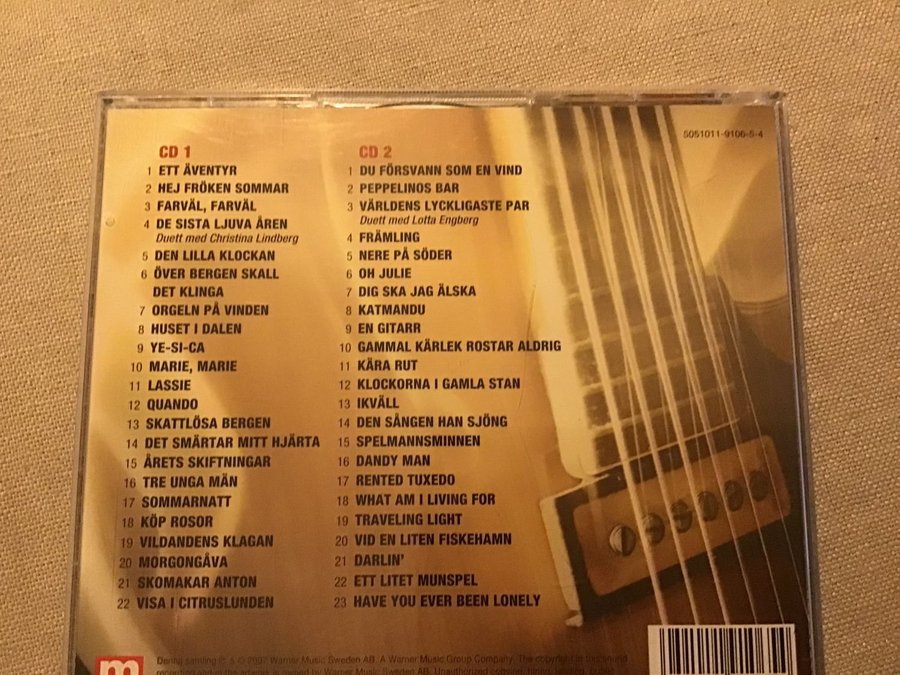 5051011-9106-5-4
CD 1
1 ETT ÄVENTYR
2 HEJ FRÖKEN SOMMAR
3 FARVÄL, FARVÄL
4 DE SISTA LJUVA ÅREN
Duett med Christina Lindberg
5 DEN LILLA KLOCKAN
6 ÖVER BERGEN SKALL
DET KLINGA
7 ORGELN PÅ VINDEN
8 HUSET I DALEN
9 YE-SI-CA
10 MARIE, MARIE
11 LASSIE
12 QUANDO
13 SKATTLÖSA BERGEN
14 DET SMÄRTAR MITT HJÄRTA
15 ÅRETS SKIFTNINGAR
16 TRE UNGA MÄN
17 SOMMARNATT
18 KÖP ROSOR
19 VILDANDENS KLAGAN
20 MORGONGÅVA
21 SKOMAKAR ANTON
22 VISA I CITRUSLUNDEN
CD 2
1 DU FÖRSVANN SOM EN VIND
2 PEPPELINOS BAR
3 VÄRLDENS LYCKLIGASTE PAR
Duett med Lotta Engberg
4 FRÄMLING
5 NERE PÅ SÖDER
6 OH JULIE
7 DIG SKA JAG ÄLSKA
8 KATMANDU
9 EN GITARR
10 GAMMAL KÄRLEK ROSTAR ALDRIG
11 KÄRA RUT
12 KLOCKORNA I GAMLA STAN
13 IKVÄLL
14 DEN SÅNGEN HAN SJÖNG
15 SPELMANNSMINNEN
16 DANDY MAN
17 RENTED TUXEDO
18 WHAT AM I LIVING FOR
19 TRAVELING LIGHT
20 VID EN LITEN FISKEHAMN
21 DARLIN'
22 ETT LITET MUNSPEL
23 HAVE YOU EVER BEEN LONELY
m
Denna samling ℗ & © 2007 Warner Music Sweden AB. A Warner Music Group Company. The copyright in this sound